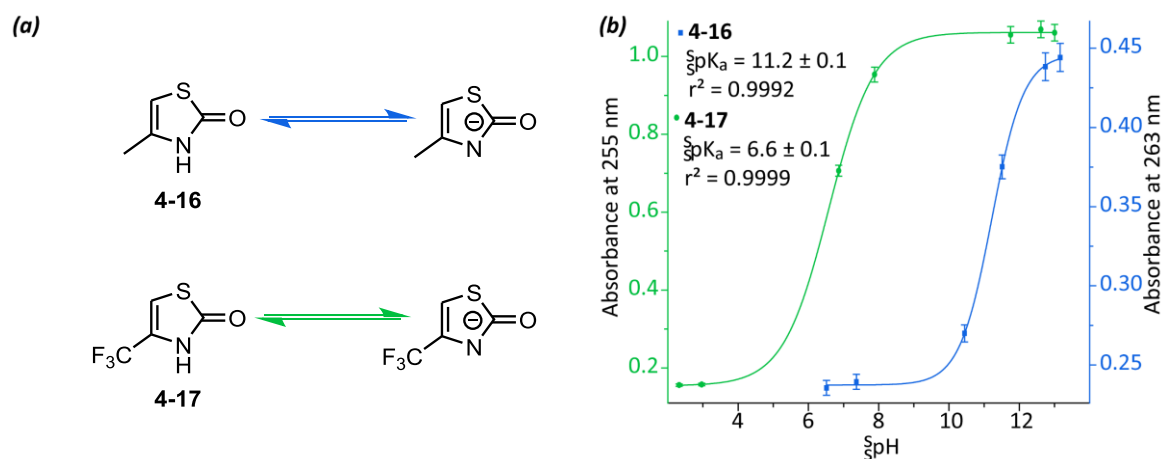 (a)
S
O
N
H
4-16
S
O
N
F₃C
S
O
N
H
4-17
S
O
F₃C
N
(b)
4-16
ˢₛpKₐ = 11.2 ± 0.1
r² = 0.9992
4-17
ˢₛpKₐ = 6.6 ± 0.1
r² = 0.9999
Absorbance at 255 nm
1.0
0.8
0.6
0.4
0.2
4 6 8 10 12
ˢₛpH
0.45
0.40
0.35
0.30
0.25
Absorbance at 263 nm